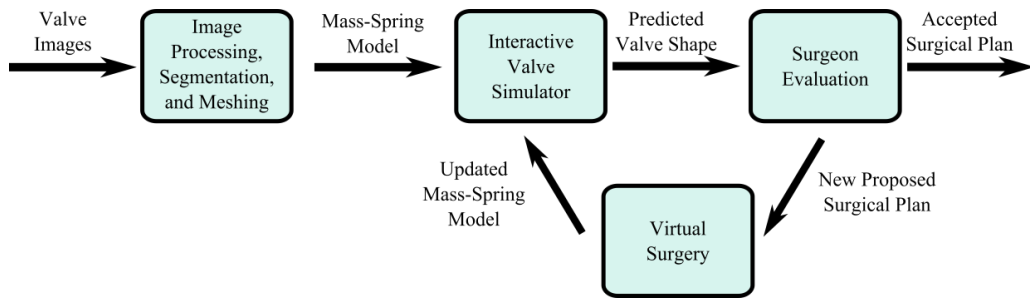 Valve
Images
Image
Processing,
Segmentation,
and Meshing
Mass-Spring
Model
Interactive
Valve
Simulator
Predicted
Valve Shape
Surgeon
Evaluation
Accepted
Surgical Plan
New Proposed
Surgical Plan
Virtual
Surgery
Updated
Mass-Spring
Model